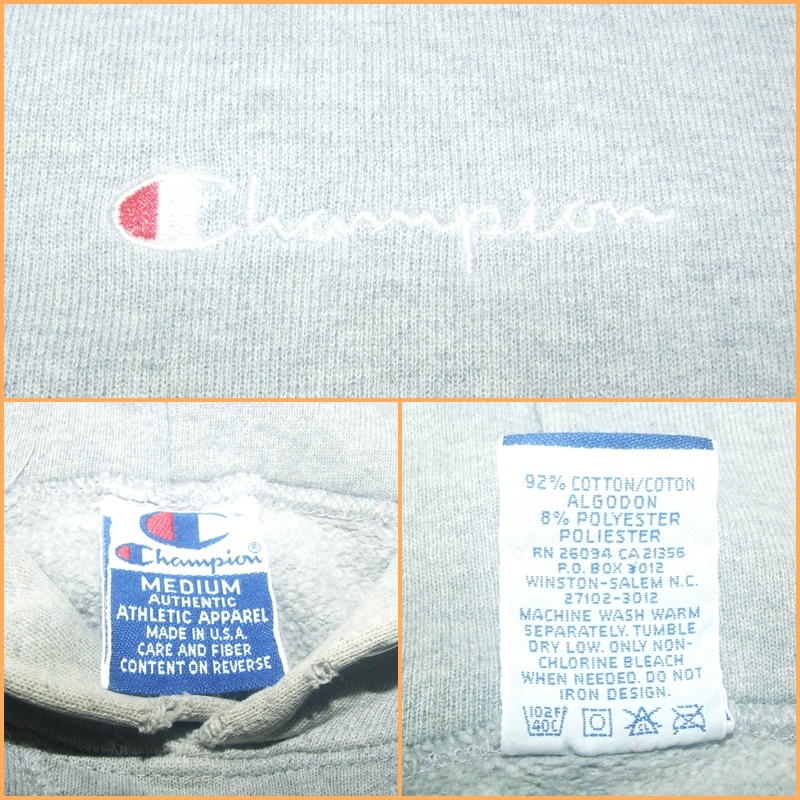 Champion
Champion®
MEDIUM
AUTHENTIC
ATHLETIC APPAREL
MADE IN U.S.A.
CARE AND FIBER
CONTENT ON REVERSE
92% COTTON/COTON
ALGODON
8% POLYESTER
POLIESTER
RN 26094 CA 21356
P.O. BOX 3012
WINSTON-SALEM N.C.
27102-3012
MACHINE WASH WARM
SEPARATELY. TUMBLE
DRY LOW. ONLY NON-
CHLORINE BLEACH
WHEN NEEDED. DO NOT
IRON DESIGN.
102F
40C